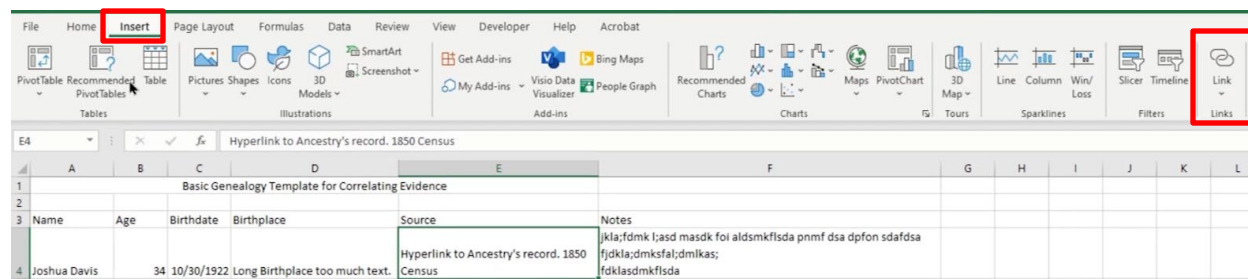 File Home Insert Page Layout Formulas Data Review View Developer Help Acrobat
PivotTable Recommended PivotTables Table
Tables
Pictures Shapes Icons 3D Models SmartArt Screenshot
Illustrations
Get Add-ins My Add-ins Visio Data Visualizer Bing Maps People Graph
Add-ins
Recommended Charts Maps PivotChart
Charts
3D Map
Tours
Line Column Win/ Loss
Sparklines
Slicer Timeline
Filters
Link
Links
E4 fx Hyperlink to Ancestry's record. 1850 Census
A B C D E F G H I J K L
1 Basic Genealogy Template for Correlating Evidence
2
3 Name Age Birthdate Birthplace Source Notes
jkla;fdmk l;asd masdk foi aldsmkflsda pnmf dsa dpfon sdafdsa
Hyperlink to Ancestry's record. 1850 fjdkla;dmksfal;dmlkas;
4 Joshua Davis 34 10/30/1922 Long Birthplace too much text. Census fdklasdmkflsda